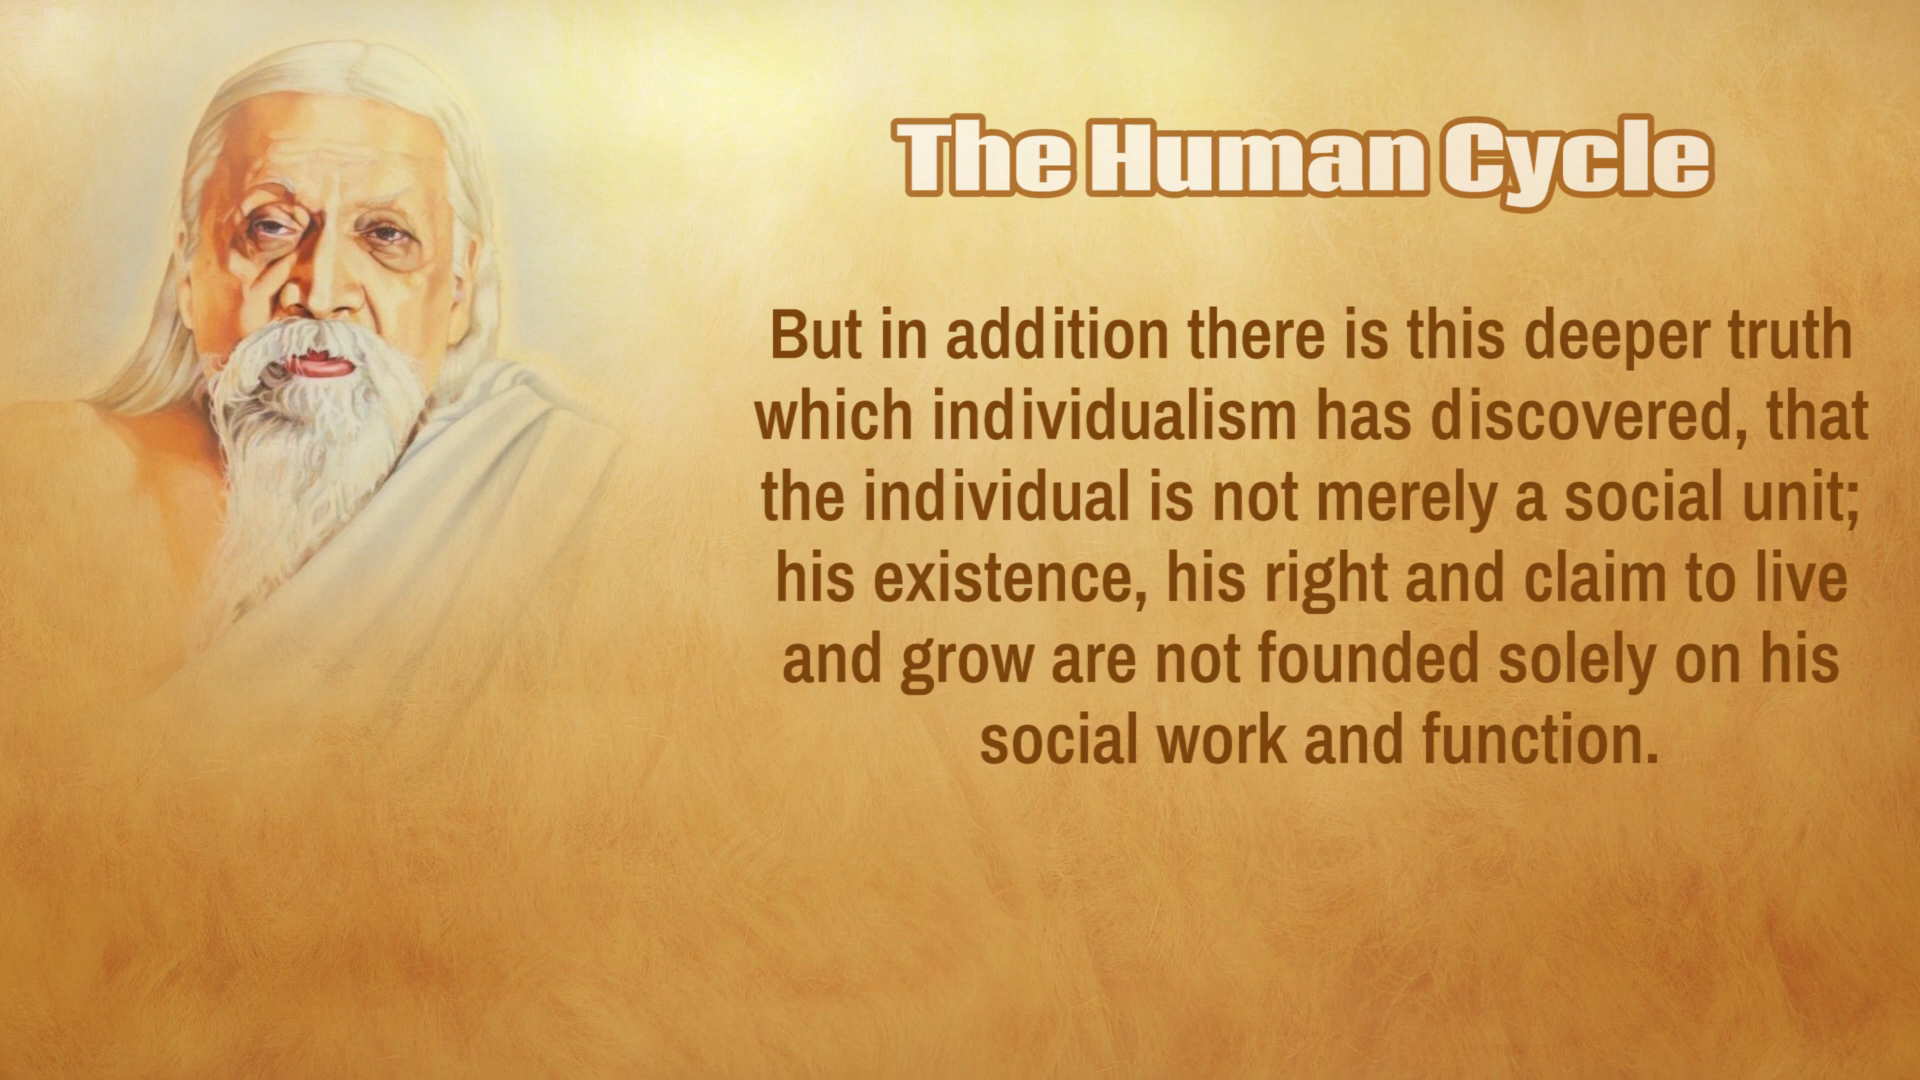 The Human Cycle
But in addition there is this deeper truth
which individualism has discovered, that
the individual is not merely a social unit;
his existence, his right and claim to live
and grow are not founded solely on his
social work and function.